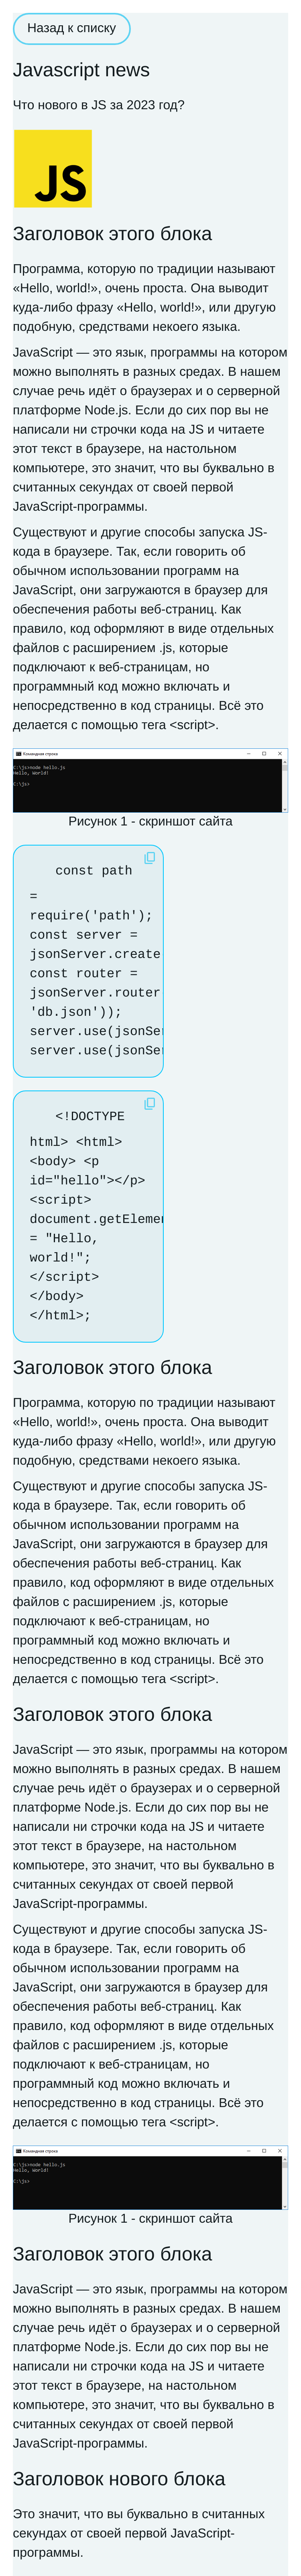 Назад к списку
Javascript news
Что нового в JS за 2023 год?
JS
Заголовок этого блока
Программа, которую по традиции называют
«Hello, world!», очень проста. Она выводит
куда-либо фразу «Hello, world!», или другую
подобную, средствами некоего языка.
JavaScript — это язык, программы на котором
можно выполнять в разных средах. В нашем
случае речь идёт о браузерах и о серверной
платформе Node.js. Если до сих пор вы не
написали ни строчки кода на JS и читаете
этот текст в браузере, на настольном
компьютере, это значит, что вы буквально в
считанных секундах от своей первой
JavaScript-программы.
Существуют и другие способы запуска JS-
кода в браузере. Так, если говорить об
обычном использовании программ на
JavaScript, они загружаются в браузер для
обеспечения работы веб-страниц. Как
правило, код оформляют в виде отдельных
файлов с расширением .js, которые
подключают к веб-страницам, но
программный код можно включать и
непосредственно в код страницы. Всё это
делается с помощью тега <script>.
Командная строка
C:\js>node hello.js
Hello, World!
C:\js>
Рисунок 1 - скриншот сайта
const path
=
require('path');
const server =
jsonServer.create
const router =
jsonServer.router
'db.json'));
server.use(jsonSer
server.use(jsonSer
<!DOCTYPE
html> <html>
<body> <p
id="hello"></p>
<script>
document.getElemen
= "Hello,
world!";
</script>
</body>
</html>;
Заголовок этого блока
Программа, которую по традиции называют
«Hello, world!», очень проста. Она выводит
куда-либо фразу «Hello, world!», или другую
подобную, средствами некоего языка.
Существуют и другие способы запуска JS-
кода в браузере. Так, если говорить об
обычном использовании программ на
JavaScript, они загружаются в браузер для
обеспечения работы веб-страниц. Как
правило, код оформляют в виде отдельных
файлов с расширением .js, которые
подключают к веб-страницам, но
программный код можно включать и
непосредственно в код страницы. Всё это
делается с помощью тега <script>.
Заголовок этого блока
JavaScript — это язык, программы на котором
можно выполнять в разных средах. В нашем
случае речь идёт о браузерах и о серверной
платформе Node.js. Если до сих пор вы не
написали ни строчки кода на JS и читаете
этот текст в браузере, на настольном
компьютере, это значит, что вы буквально в
считанных секундах от своей первой
JavaScript-программы.
Существуют и другие способы запуска JS-
кода в браузере. Так, если говорить об
обычном использовании программ на
JavaScript, они загружаются в браузер для
обеспечения работы веб-страниц. Как
правило, код оформляют в виде отдельных
файлов с расширением .js, которые
подключают к веб-страницам, но
программный код можно включать и
непосредственно в код страницы. Всё это
делается с помощью тега <script>.
Командная строка
C:\js>node hello.js
Hello, World!
C:\js>
Рисунок 1 - скриншот сайта
Заголовок этого блока
JavaScript — это язык, программы на котором
можно выполнять в разных средах. В нашем
случае речь идёт о браузерах и о серверной
платформе Node.js. Если до сих пор вы не
написали ни строчки кода на JS и читаете
этот текст в браузере, на настольном
компьютере, это значит, что вы буквально в
считанных секундах от своей первой
JavaScript-программы.
Заголовок нового блока
Это значит, что вы буквально в считанных
секундах от своей первой JavaScript-
программы.